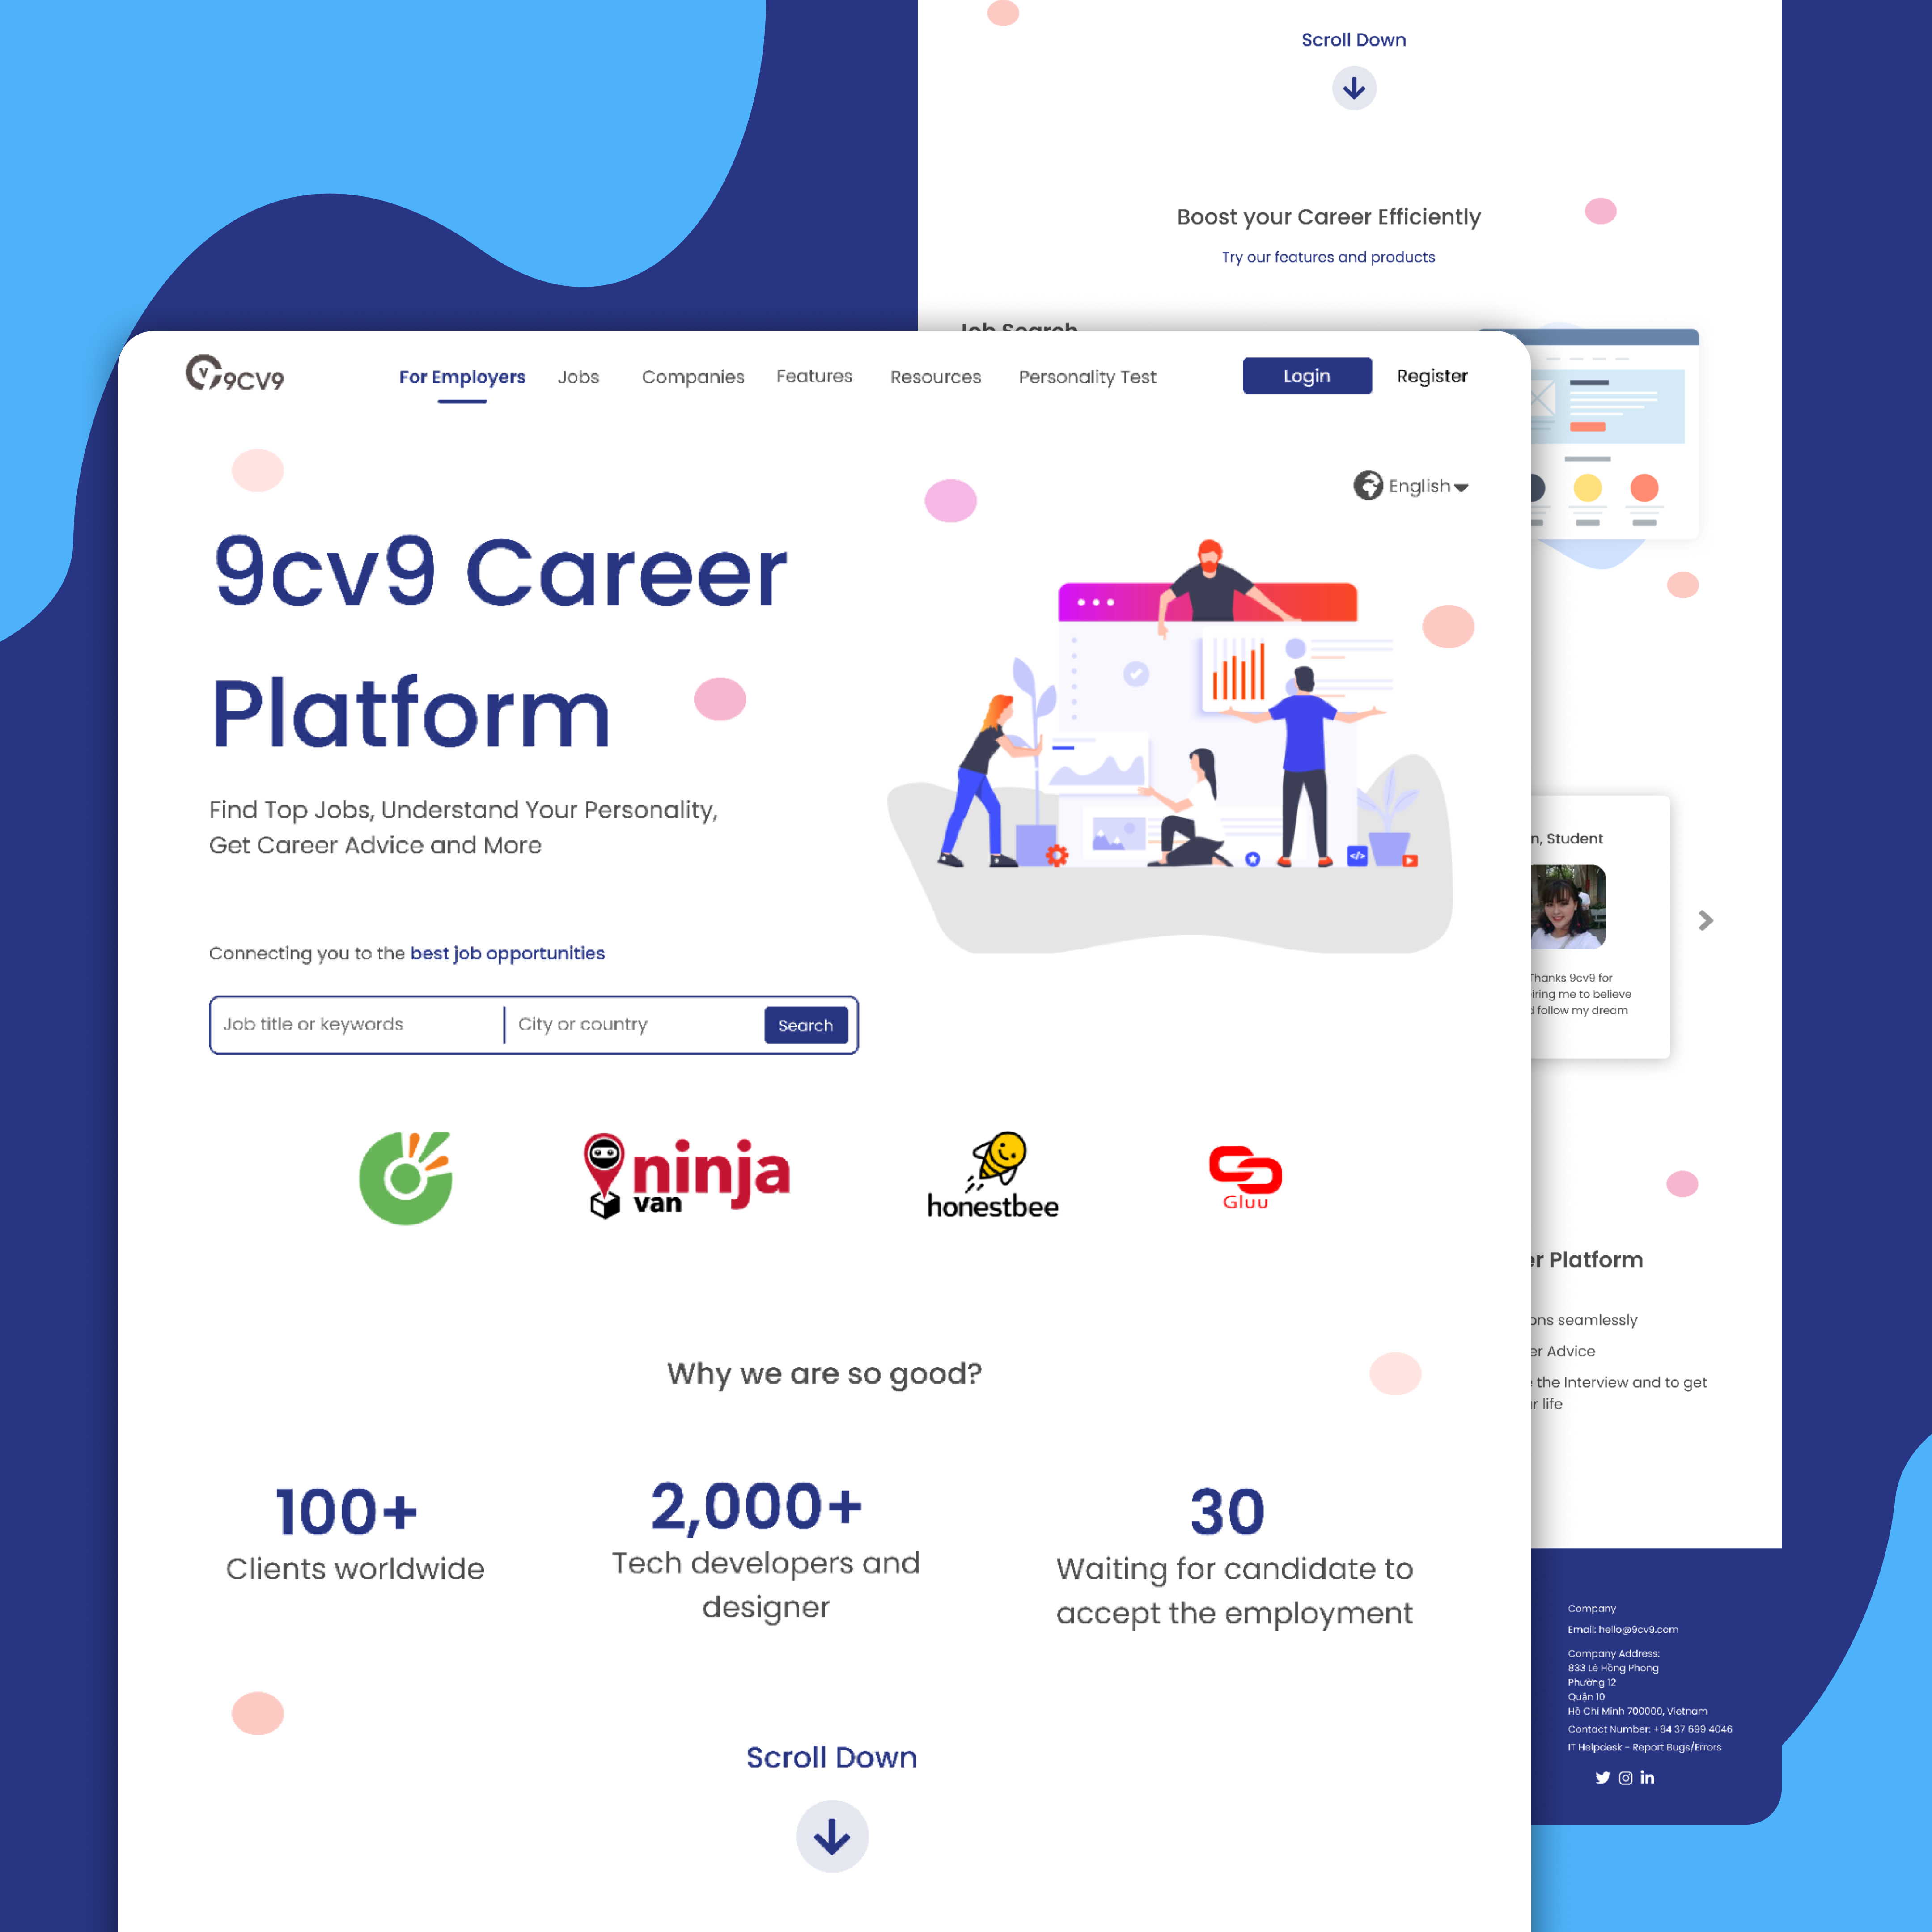 Scroll Down
Boost your Career Efficiently
Try our features and products
Job Search
9CV9
For Employers
Jobs
Companies
Features
Resources
Personality Test
Login
Register
English
9cv9 Career
Platform
Find Top Jobs, Understand Your Personality,
Get Career Advice and More
Connecting you to the best job opportunities
Job title or keywords
City or country
Search
ninja
van
honestbee
Gluu
Why we are so good?
100+
Clients worldwide
2,000+
Tech developers and
designer
30
Waiting for candidate to
accept the employment
Scroll Down
n, Student
Thanks 9cv9 for
iring me to believe
follow my dream
er Platform
ons seamlessly
er Advice
the Interview and to get
r life
Company
Email: hello@9cv9.com
Company Address:
833 Lê Hồng Phong
Phường 12
Quận 10
Hồ Chí Minh 700000, Vietnam
Contact Number: +84 37 699 4046
IT Helpdesk - Report Bugs/Errors